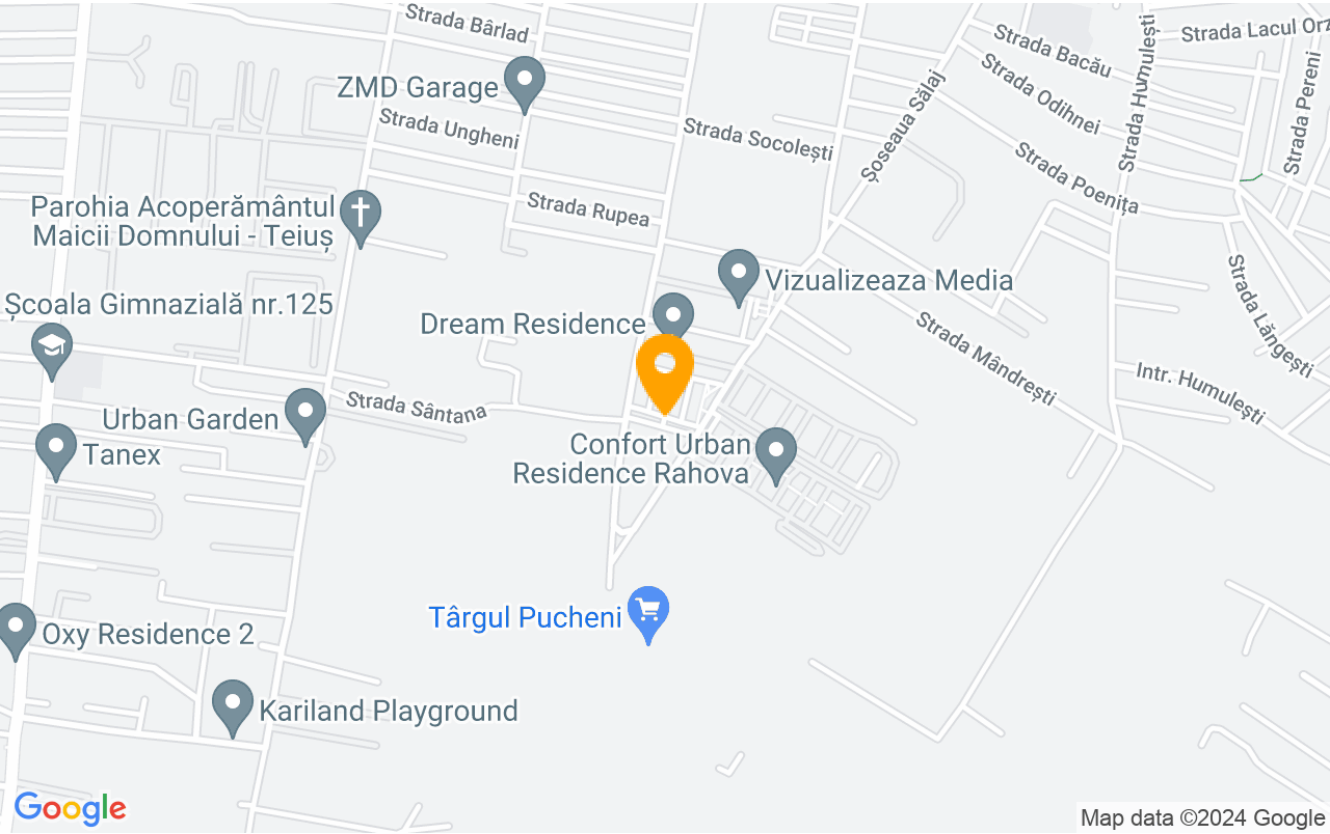 Strada Bârlad
Strada Lacul Orz
Strada Bacău
Strada Humulești
ZMD Garage
Strada Odihnei
Strada Pereni
Strada Ungheni
Strada Socolești
Șoseaua Sălaj
Strada Poenița
Parohia Acoperământul
Maicii Domnului - Teiuș
Strada Rupea
Vizualizeaza Media
Școala Gimnazială nr.125
Strada Lăngești
Dream Residence
Strada Mândrești
Intr. Humulești
Strada Sântana
Urban Garden
Tanex
Confort Urban
Residence Rahova
Târgul Pucheni
Oxy Residence 2
Kariland Playground
Google
Map data ©2024 Google